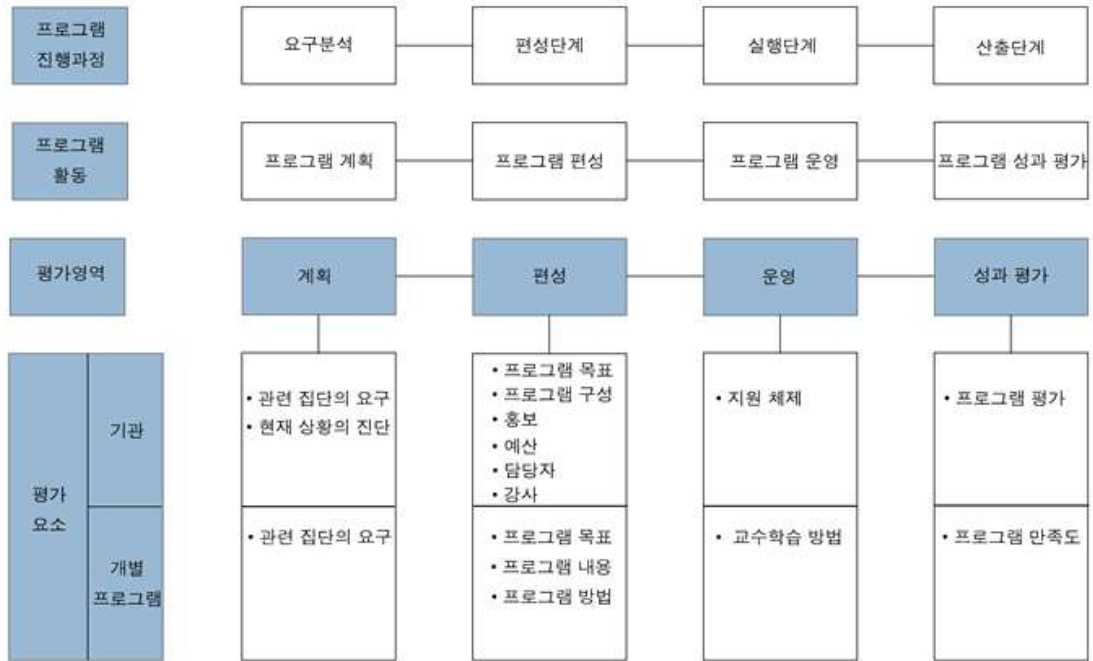 프로그램
진행과정
요구분석
편성단계
실행단계
산출단계
프로그램
활동
프로그램 계획
프로그램 편성
프로그램 운영
프로그램 성과 평가
평가영역
계획
편성
운영
성과 평가
평가
요소
기관
• 관련 집단의 요구
• 현재 상황의 진단
• 프로그램 목표
• 프로그램 구성
• 홍보
• 예산
• 담당자
• 강사
• 지원 체제
• 프로그램 평가
개별
프로그램
• 관련 집단의 요구
• 프로그램 목표
• 프로그램 내용
• 프로그램 방법
• 교수학습 방법
• 프로그램 만족도